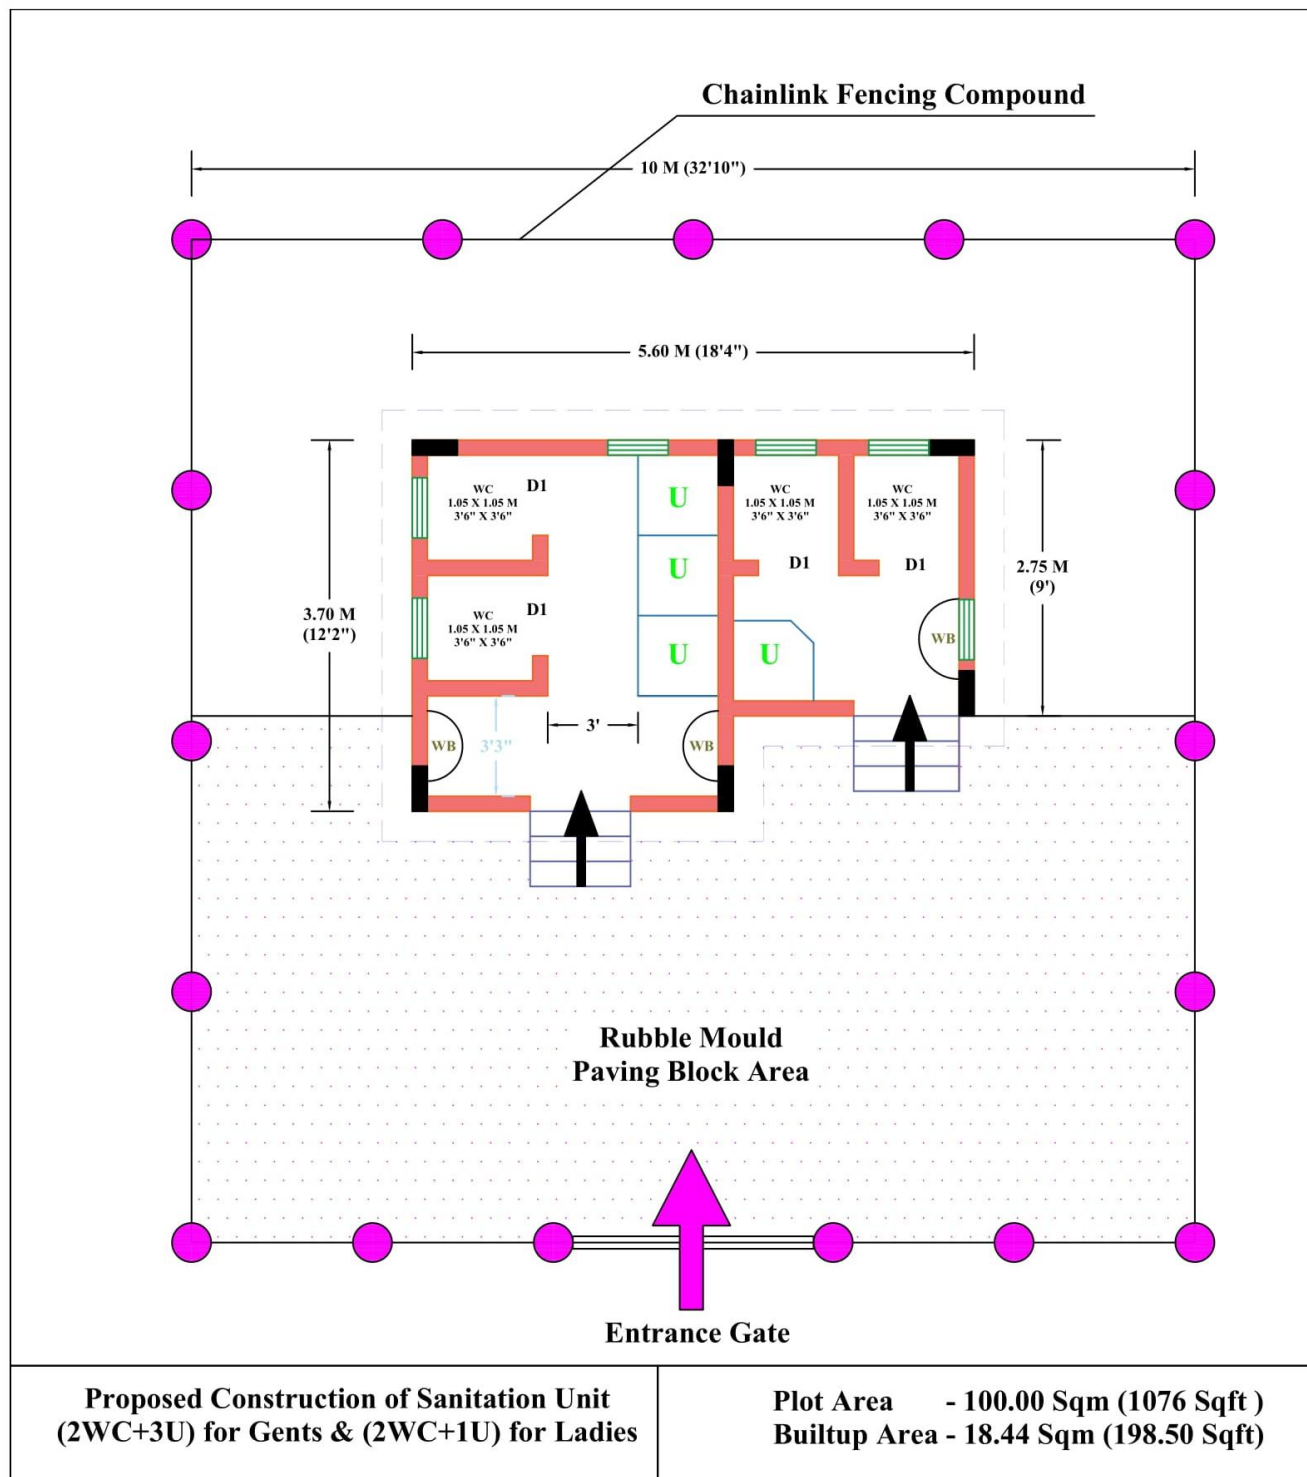 Chainlink Fencing Compound
10 M (32'10")
5.60 M (18'4")
WC
1.05 X 1.05 M
3'6" X 3'6"
D1
U
WC
1.05 X 1.05 M
3'6" X 3'6"
WC
1.05 X 1.05 M
3'6" X 3'6"
U
D1
D1
2.75 M
(9')
3.70 M
(12'2")
WC
1.05 X 1.05 M
3'6" X 3'6"
D1
U
U
WB
WB
3'3"
3'
WB
Rubble Mould
Paving Block Area
Entrance Gate
Proposed Construction of Sanitation Unit
(2WC+3U) for Gents & (2WC+1U) for Ladies
Plot Area - 100.00 Sqm (1076 Sqft )
Builtup Area - 18.44 Sqm (198.50 Sqft)